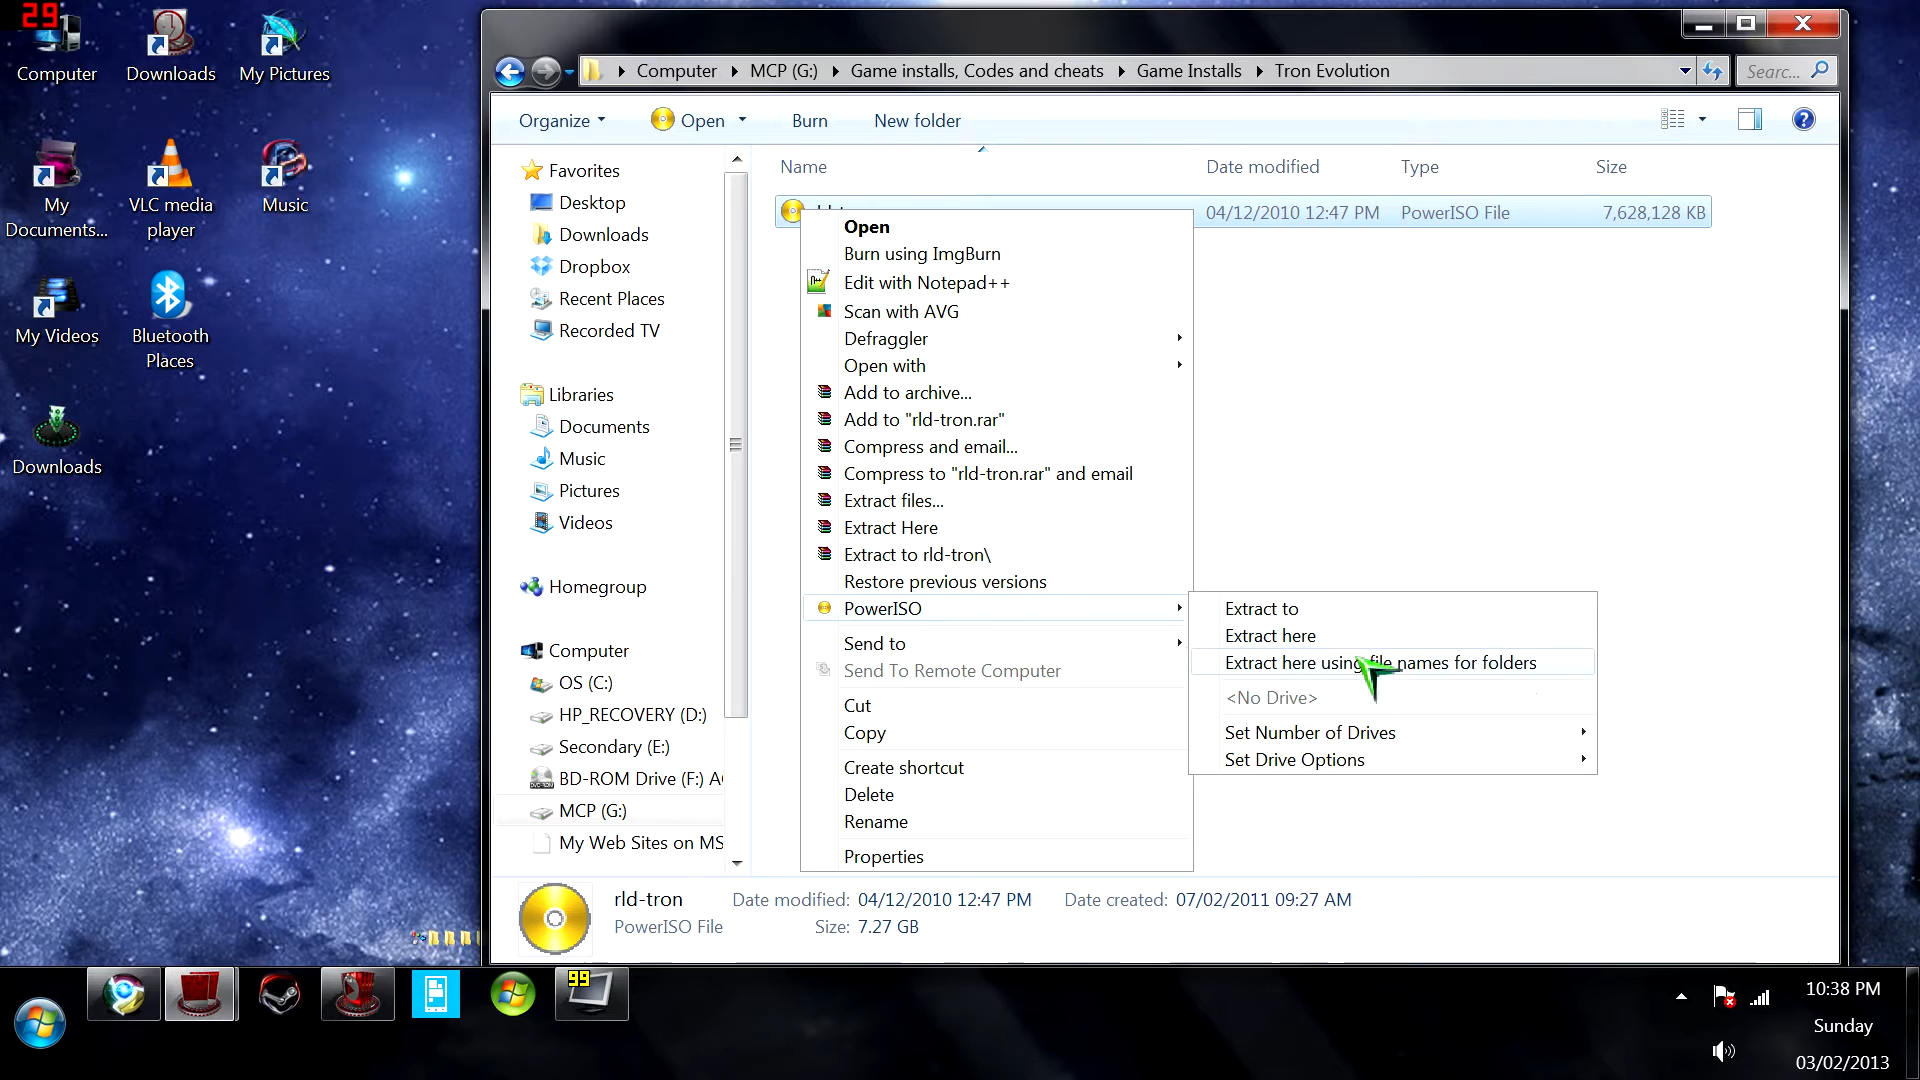 29
Computer
Downloads
My Pictures
My
Documents...
VLC media
player
Music
My Videos
Bluetooth
Places
Downloads
Computer MCP (G:) Game installs, Codes and cheats Game Installs Tron Evolution
Searc...
Organize Open Burn New folder
Name Date modified Type Size
04/12/2010 12:47 PM PowerISO File 7,628,128 KB
Favorites
Desktop
Downloads
Dropbox
Recent Places
Recorded TV
Libraries
Documents
Music
Pictures
Videos
Homegroup
Computer
OS (C:)
HP_RECOVERY (D:)
Secondary (E:)
BD-ROM Drive (F:)
MCP (G:)
My Web Sites on MS
Open
Burn using ImgBurn
Edit with Notepad++
Scan with AVG
Defraggler
Open with
Add to archive...
Add to "rld-tron.rar"
Compress and email...
Compress to "rld-tron.rar" and email
Extract files...
Extract Here
Extract to rld-tron\
Restore previous versions
PowerISO
Send to
Send To Remote Computer
Cut
Copy
Create shortcut
Delete
Rename
Properties
Extract to
Extract here
Extract here using file names for folders
<No Drive>
Set Number of Drives
Set Drive Options
rld-tron Date modified: 04/12/2010 12:47 PM Date created: 07/02/2011 09:27 AM
PowerISO File Size: 7.27 GB
99
10:38 PM
Sunday
03/02/2013